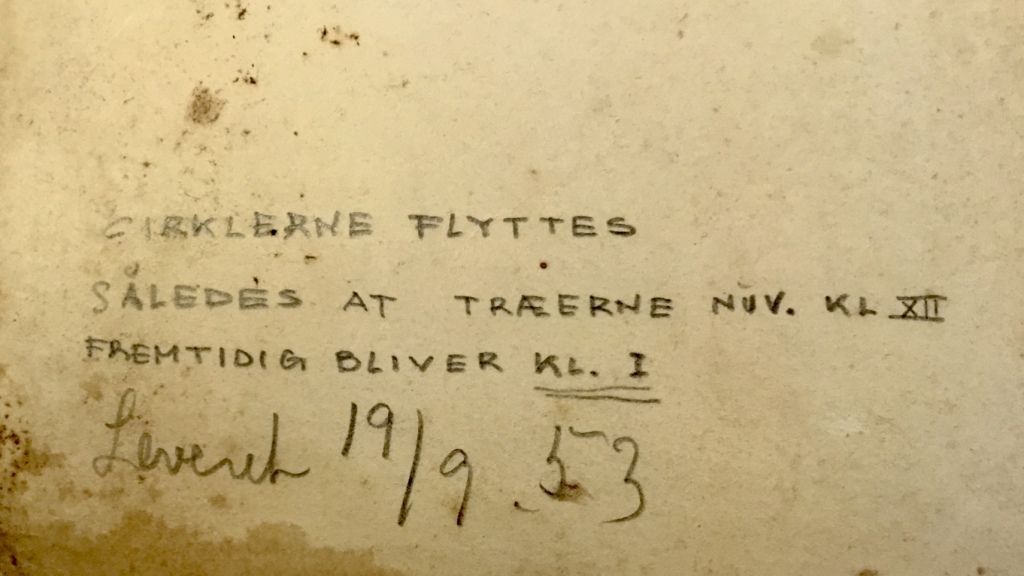 CIRKLERNE FLYTTES
SÅLEDES AT TRÆERNE NUV. KL XII
FREMTIDIG BLIVER KL. I
Leveret 19/9.53